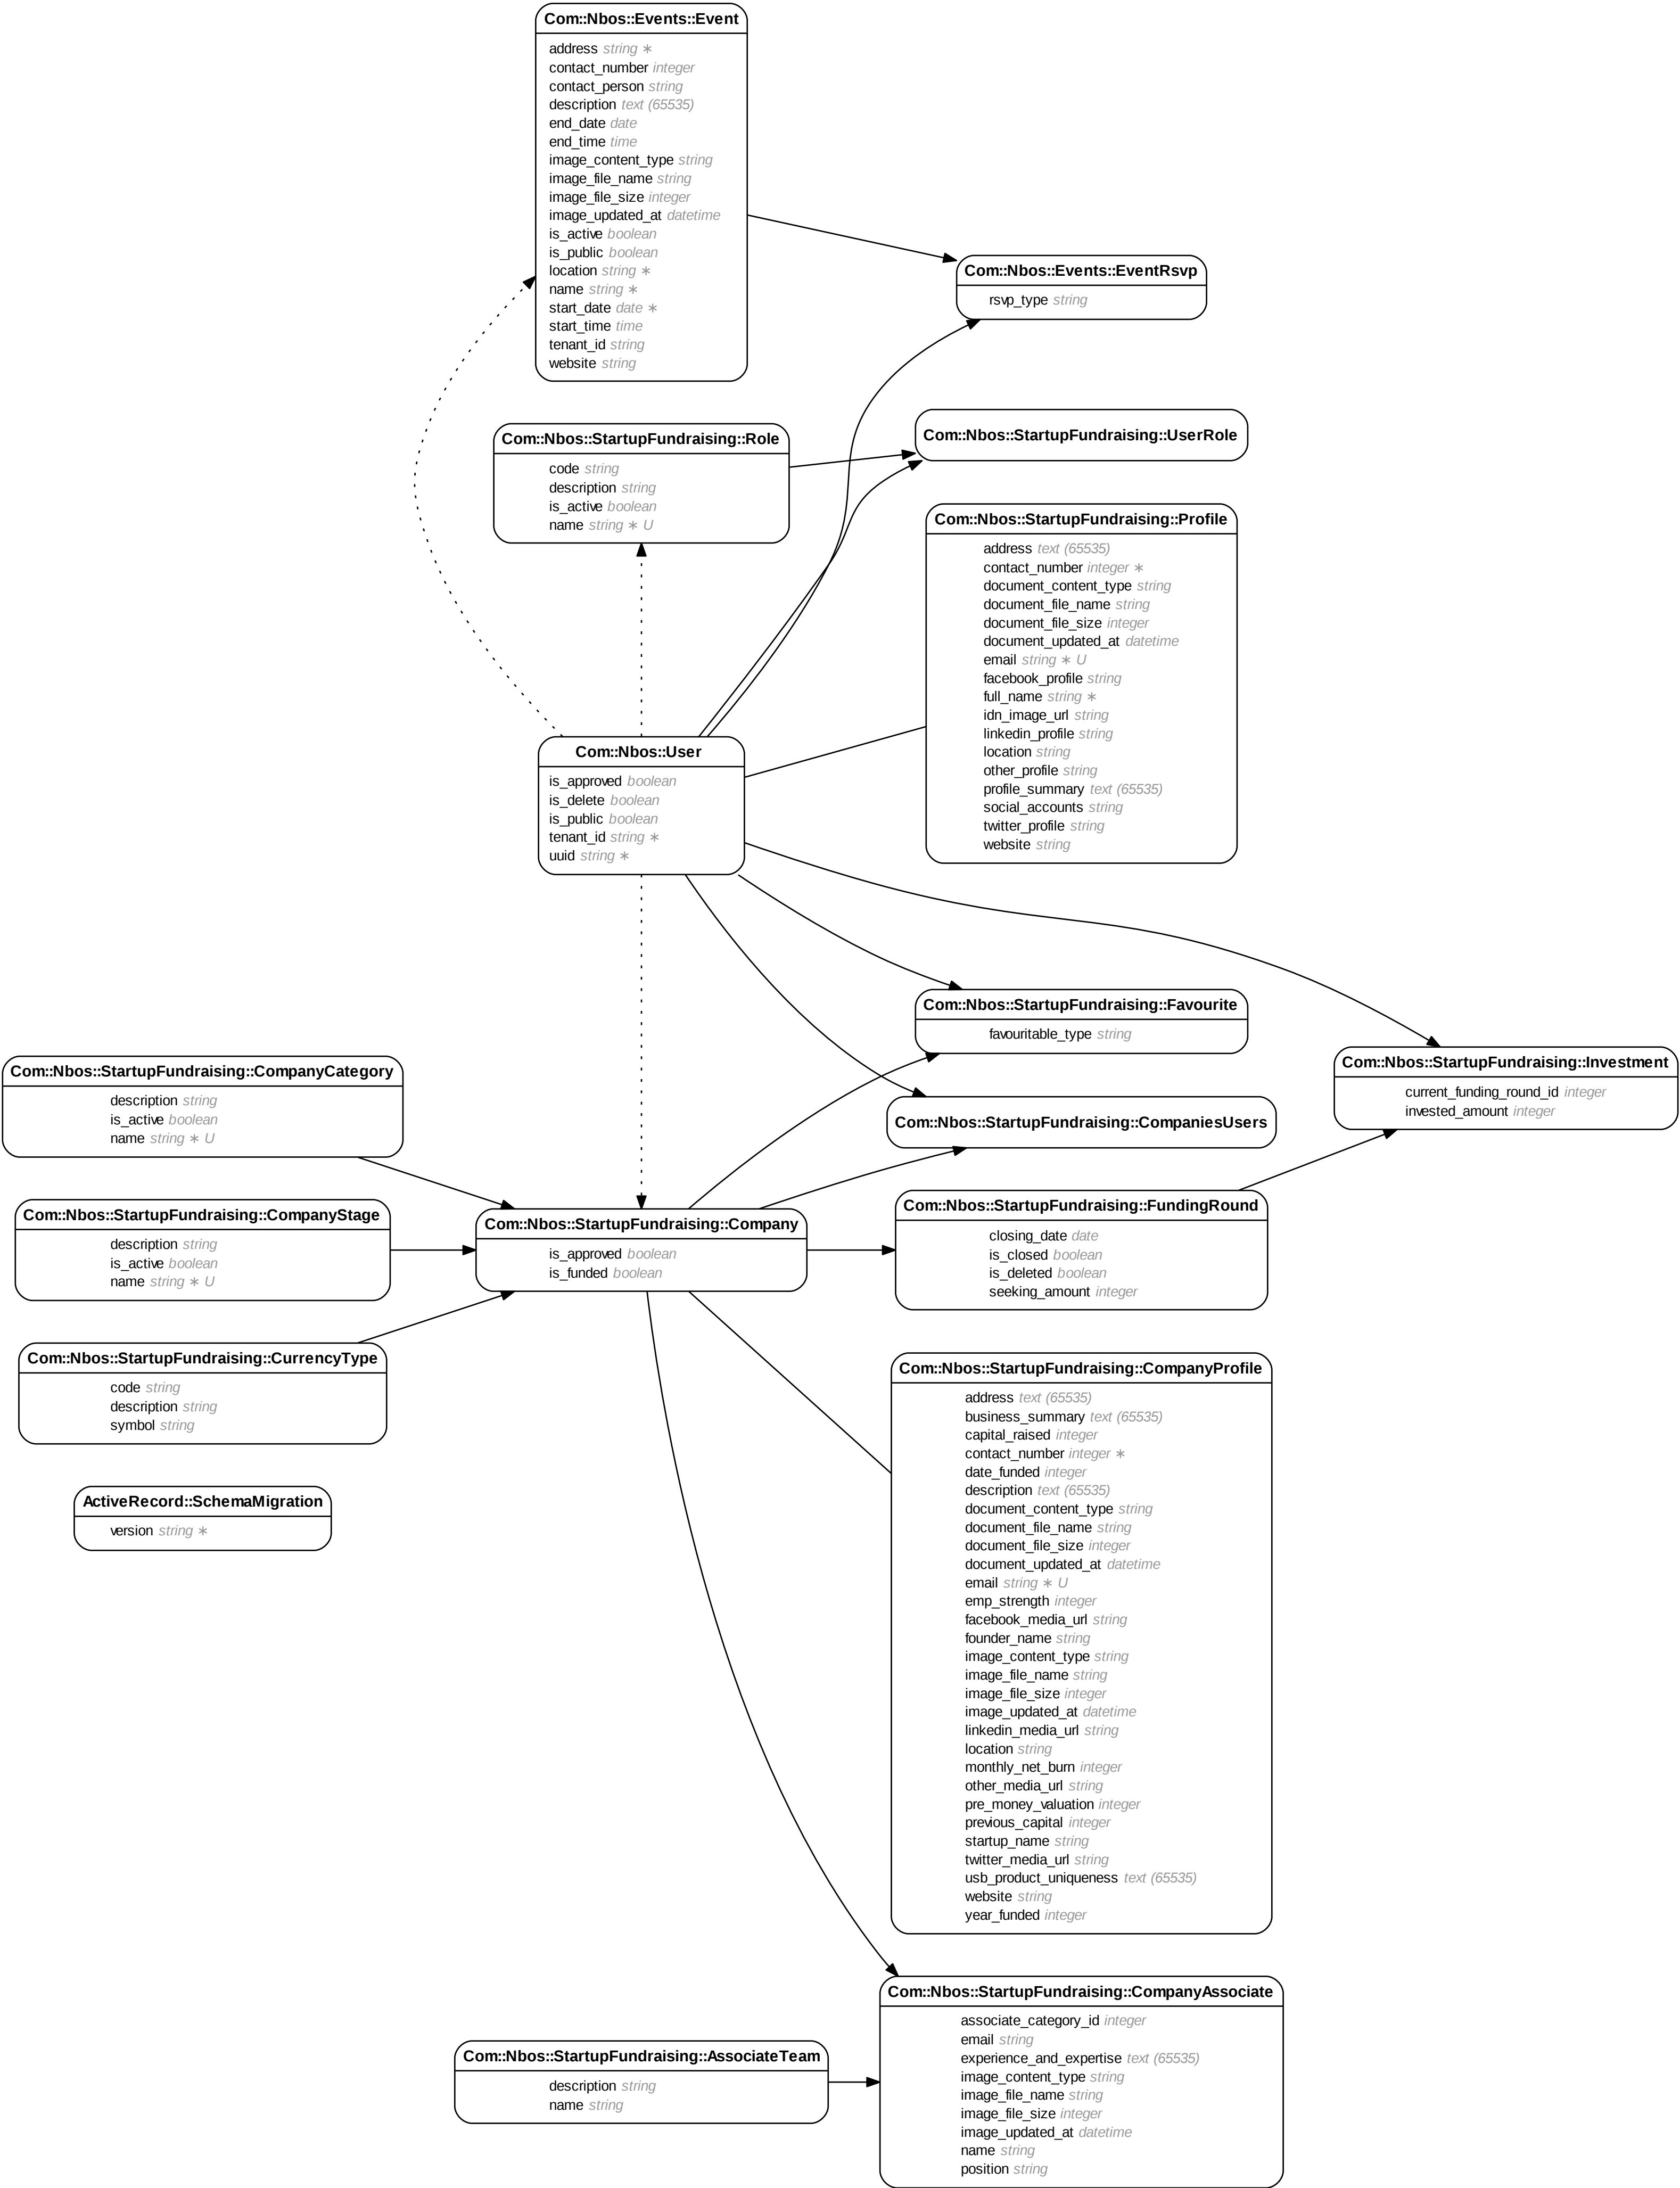 Com::Nbos::Events::Event
address string ∗
contact_number integer
contact_person string
description text (65535)
end_date date
end_time time
image_content_type string
image_file_name string
image_file_size integer
image_updated_at datetime
is_active boolean
is_public boolean
location string ∗
name string ∗
start_date date ∗
start_time time
tenant_id string
website string
Com::Nbos::Events::EventRsvp
rsvp_type string
Com::Nbos::StartupFundraising::Role
code string
description string
is_active boolean
name string ∗ U
Com::Nbos::StartupFundraising::UserRole
Com::Nbos::StartupFundraising::Profile
address text (65535)
contact_number integer ∗
document_content_type string
document_file_name string
document_file_size integer
document_updated_at datetime
email string ∗ U
facebook_profile string
full_name string ∗
idn_image_url string
linkedin_profile string
location string
other_profile string
profile_summary text (65535)
social_accounts string
twitter_profile string
website string
Com::Nbos::User
is_approved boolean
is_delete boolean
is_public boolean
tenant_id string ∗
uuid string ∗
Com::Nbos::StartupFundraising::Favourite
favouritable_type string
Com::Nbos::StartupFundraising::Investment
current_funding_round_id integer
invested_amount integer
Com::Nbos::StartupFundraising::CompanyCategory
description string
is_active boolean
name string ∗ U
Com::Nbos::StartupFundraising::CompaniesUsers
Com::Nbos::StartupFundraising::CompanyStage
description string
is_active boolean
name string ∗ U
Com::Nbos::StartupFundraising::Company
is_approved boolean
is_funded boolean
Com::Nbos::StartupFundraising::FundingRound
closing_date date
is_closed boolean
is_deleted boolean
seeking_amount integer
Com::Nbos::StartupFundraising::CurrencyType
code string
description string
symbol string
Com::Nbos::StartupFundraising::CompanyProfile
address text (65535)
business_summary text (65535)
capital_raised integer
contact_number integer ∗
date_funded integer
description text (65535)
document_content_type string
document_file_name string
document_file_size integer
document_updated_at datetime
email string ∗ U
emp_strength integer
facebook_media_url string
founder_name string
image_content_type string
image_file_name string
image_file_size integer
image_updated_at datetime
linkedin_media_url string
location string
monthly_net_burn integer
other_media_url string
pre_money_valuation integer
previous_capital integer
startup_name string
twitter_media_url string
usb_product_uniqueness text (65535)
website string
year_funded integer
ActiveRecord::SchemaMigration
version string ∗
Com::Nbos::StartupFundraising::CompanyAssociate
associate_category_id integer
email string
experience_and_expertise text (65535)
image_content_type string
image_file_name string
image_file_size integer
image_updated_at datetime
name string
position string
Com::Nbos::StartupFundraising::AssociateTeam
description string
name string